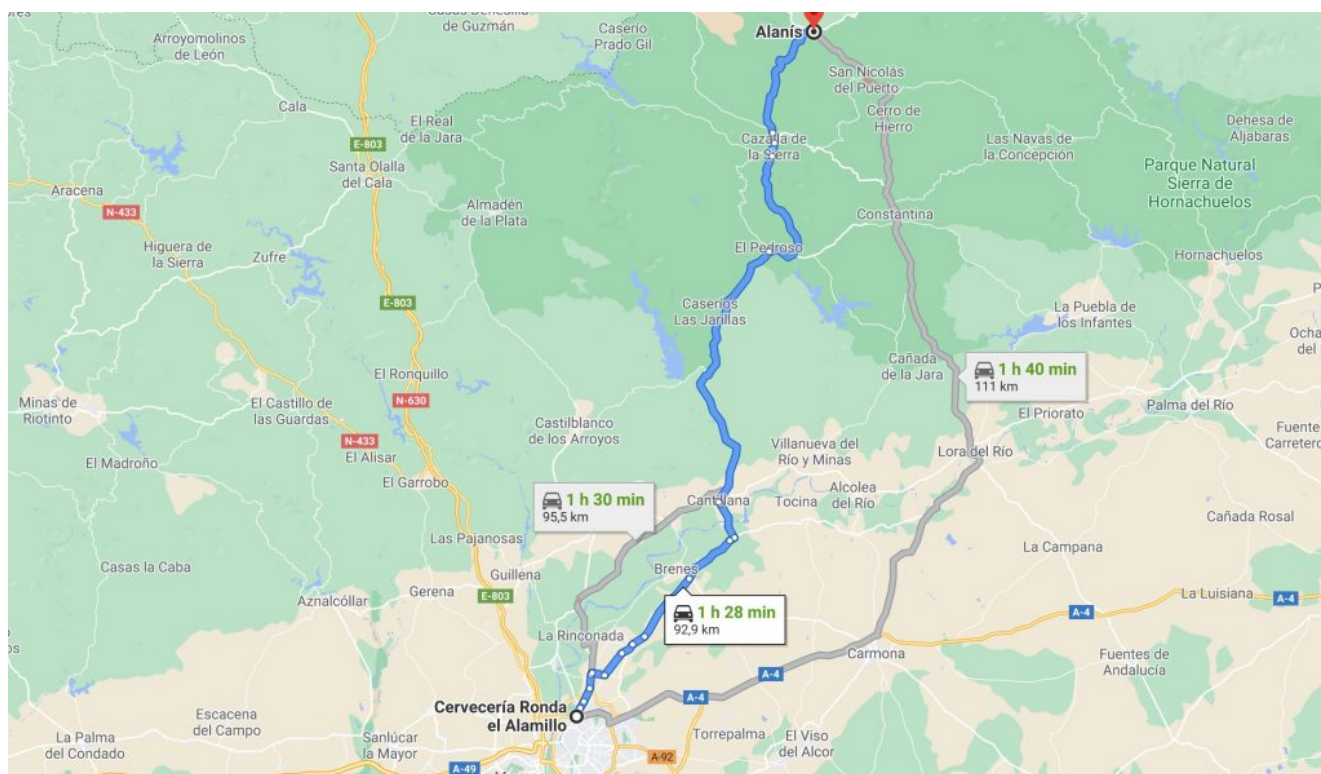 Casas Dehesilla
de Guzmán
Alanís
Arroyomolinos
de León
Caserío
Prado Gil
San Nicolás
del Puerto
Cala
El Real
de la Jara
Cerro de
Hierro
Dehesa de
Aljabaras
E-803
Cazalla de
la Sierra
Las Navas de
la Concepción
Santa Olalla
del Cala
Parque Natural
Sierra de
Hornachuelos
Aracena
N-433
Almadén
de la Plata
Constantina
Higuera de
la Sierra
Zufre
El Pedroso
Hornachuelos
E-803
Caseríos
Las Jarillas
La Puebla de
los Infantes
Ocha
del
Cañada
de la Jara
1 h 40 min
111 km
El Ronquillo
Minas de
Riotinto
El Castillo de
las Guardas
N-630
Castilblanco
de los Arroyos
El Priorato
Palma del Río
N-433
El Alisar
Villanueva del
Río y Minas
Lora del Río
Fuente
Carretero
El Madroño
El Garrobo
1 h 30 min
95,5 km
Cantillana
Tocina
Alcolea
del Río
Cañada Rosal
Las Pajanosas
La Campana
Casas la Caba
Guillena
Brenes
Aznalcóllar
Gerena
E-803
La Luisiana
A-4
1 h 28 min
92,9 km
La Rinconada
A-4
Carmona
Fuentes de
Andalucía
A-4
A-4
Cervecería Ronda
el Alamillo
Escacena
del Campo
La Palma
del Condado
Sanlúcar
la Mayor
Torrepalma
El Viso
del Alcor
A-49
A-92